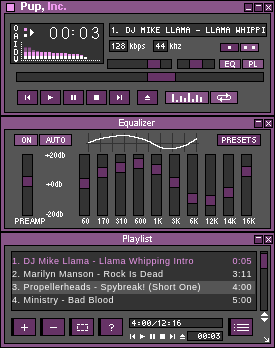 Pup, Inc.
O A I D V
00:03
1. DJ MIKE LLAMA - LLAMA WHIPPI
128 kbps 44 khz
EQ PL
Equalizer
ON AUTO PRESETS
+20db
+0db
-20db
PREAMP 60 170 310 600 1K 3K 6K 12K 14K 16K
Playlist
1. DJ Mike Llama - Llama Whipping Intro 0:05
2. Marilyn Manson - Rock Is Dead 3:11
3. Propellerheads - Spybreak! (Short One) 4:00
4. Ministry - Bad Blood 5:00
4:00/12:16
00:03